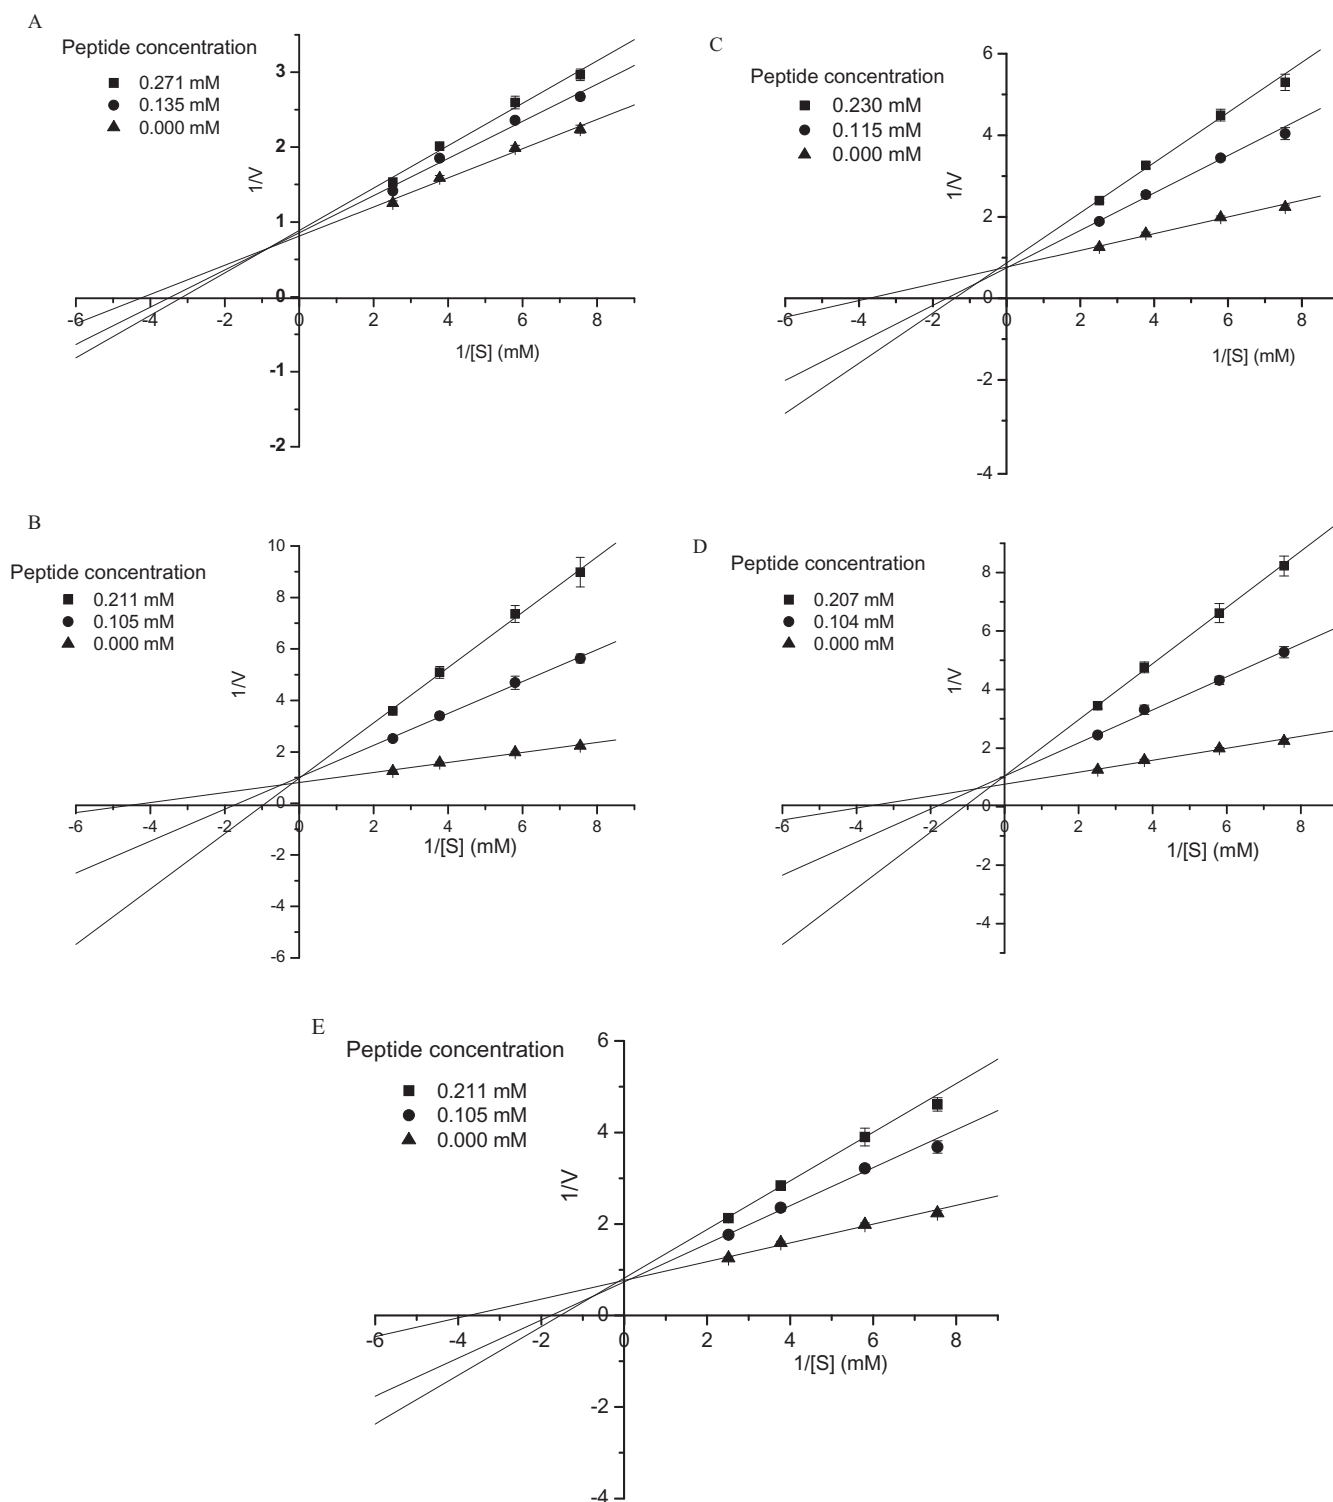 A
Peptide concentration
0.271 mM
0.135 mM
0.000 mM
1/V
3
2
1
0
-1
-2
-6 -4 -2 0 2 4 6 8
1/[S] (mM)
C
Peptide concentration
0.230 mM
0.115 mM
0.000 mM
1/V
6
4
2
0
-2
-4
-6 -4 -2 0 2 4 6 8
1/[S] (mM)
B
Peptide concentration
0.211 mM
0.105 mM
0.000 mM
1/V
10
8
6
4
2
0
-2
-4
-6
-6 -4 -2 0 2 4 6 8
1/[S] (mM)
D
Peptide concentration
0.207 mM
0.104 mM
0.000 mM
1/V
8
6
4
2
0
-2
-4
-6 -4 -2 0 2 4 6 8
1/[S] (mM)
E
Peptide concentration
0.211 mM
0.105 mM
0.000 mM
1/V
6
4
2
0
-2
-4
-6 -4 -2 0 2 4 6 8
1/[S] (mM)